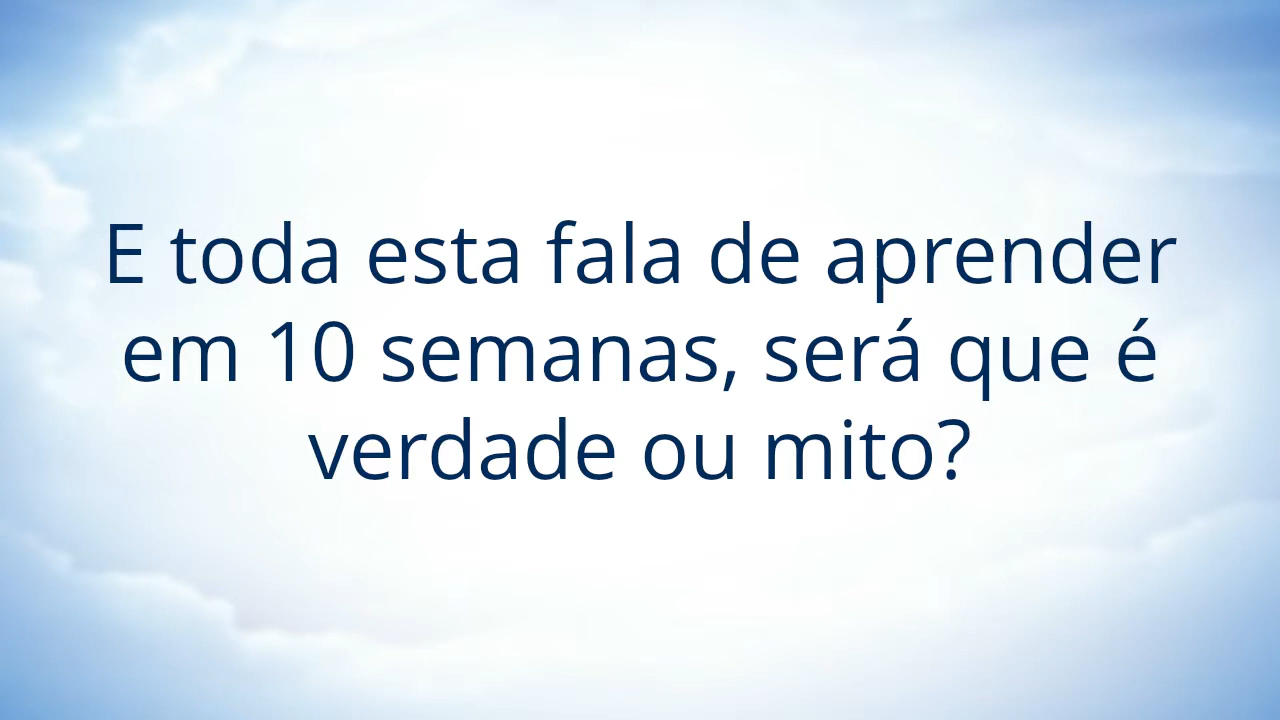 E toda esta fala de aprender
em 10 semanas, será que é
verdade ou mito?